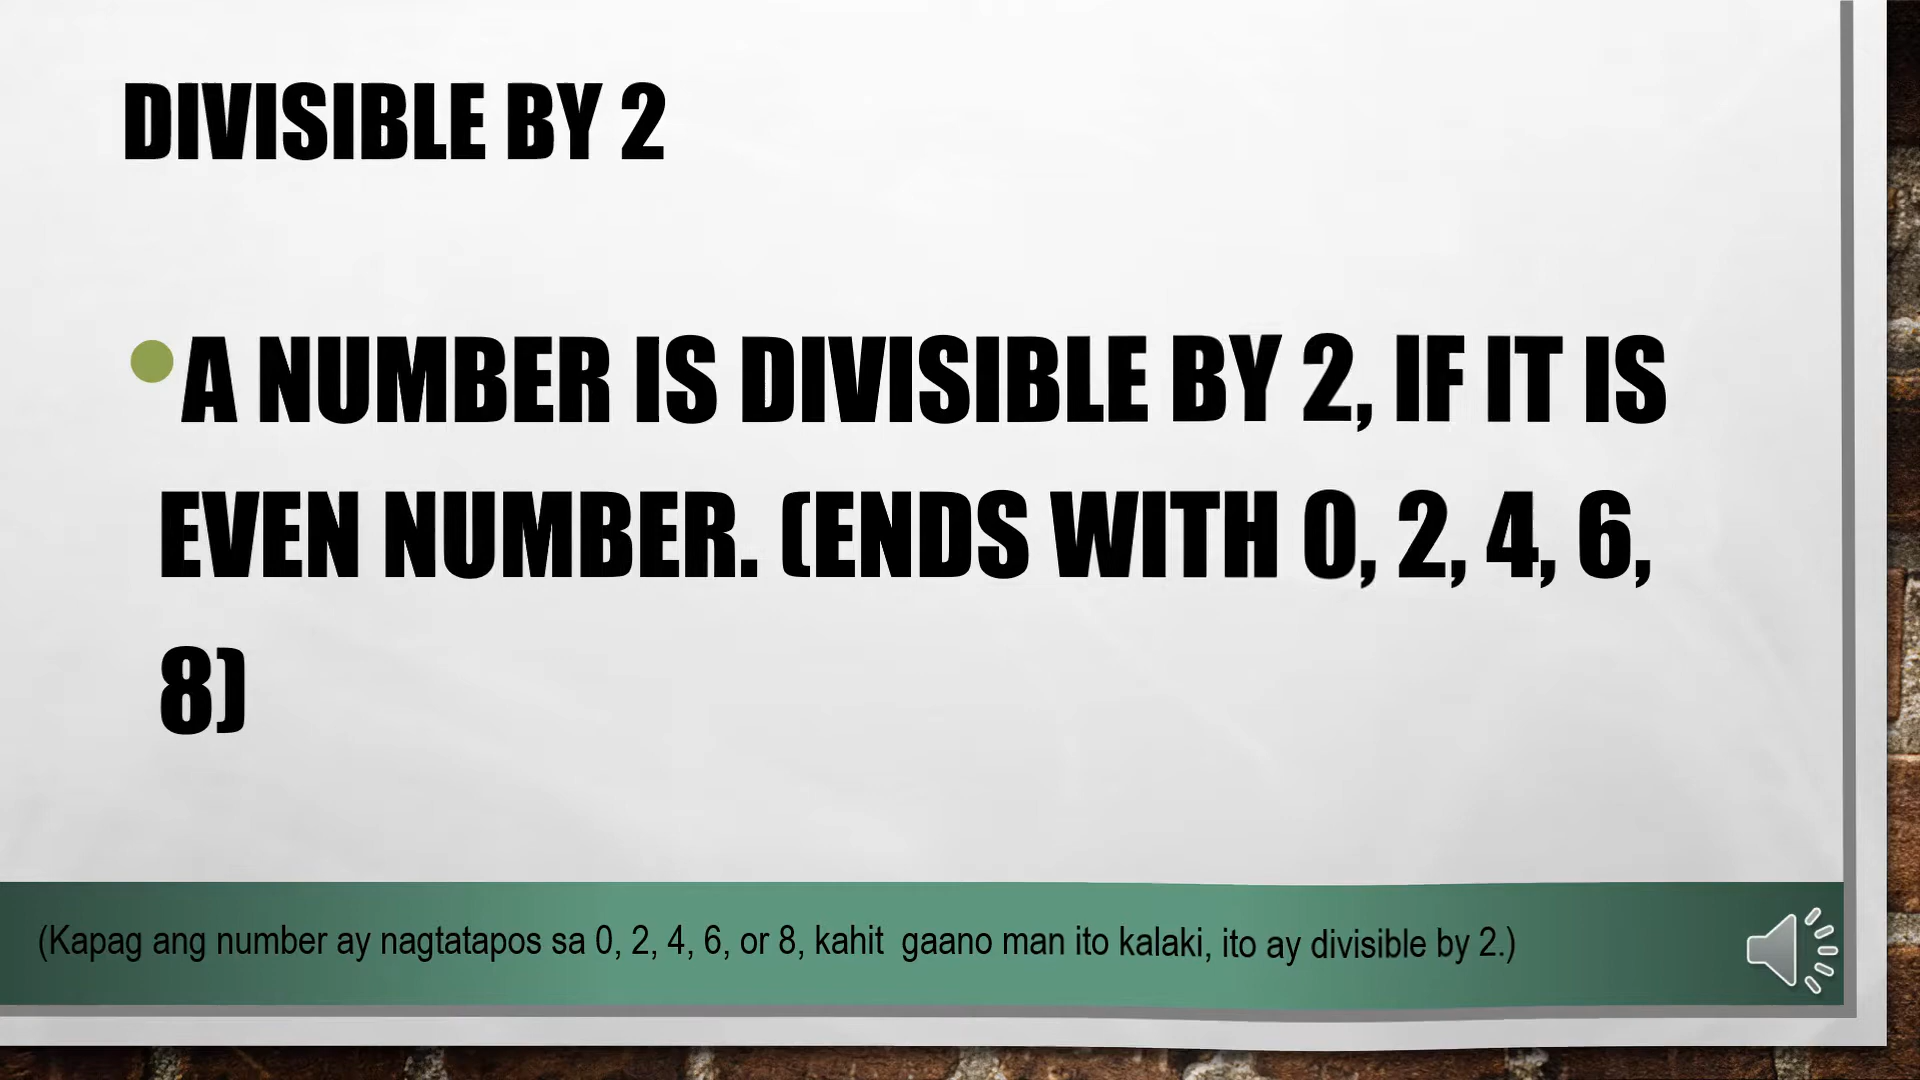 DIVISIBLE BY 2
A NUMBER IS DIVISIBLE BY 2, IF IT IS
EVEN NUMBER. (ENDS WITH 0, 2, 4, 6,
8)
(Kapag ang number ay nagtatapos sa 0, 2, 4, 6, or 8, kahit  gaano man ito kalaki, ito ay divisible by 2.)